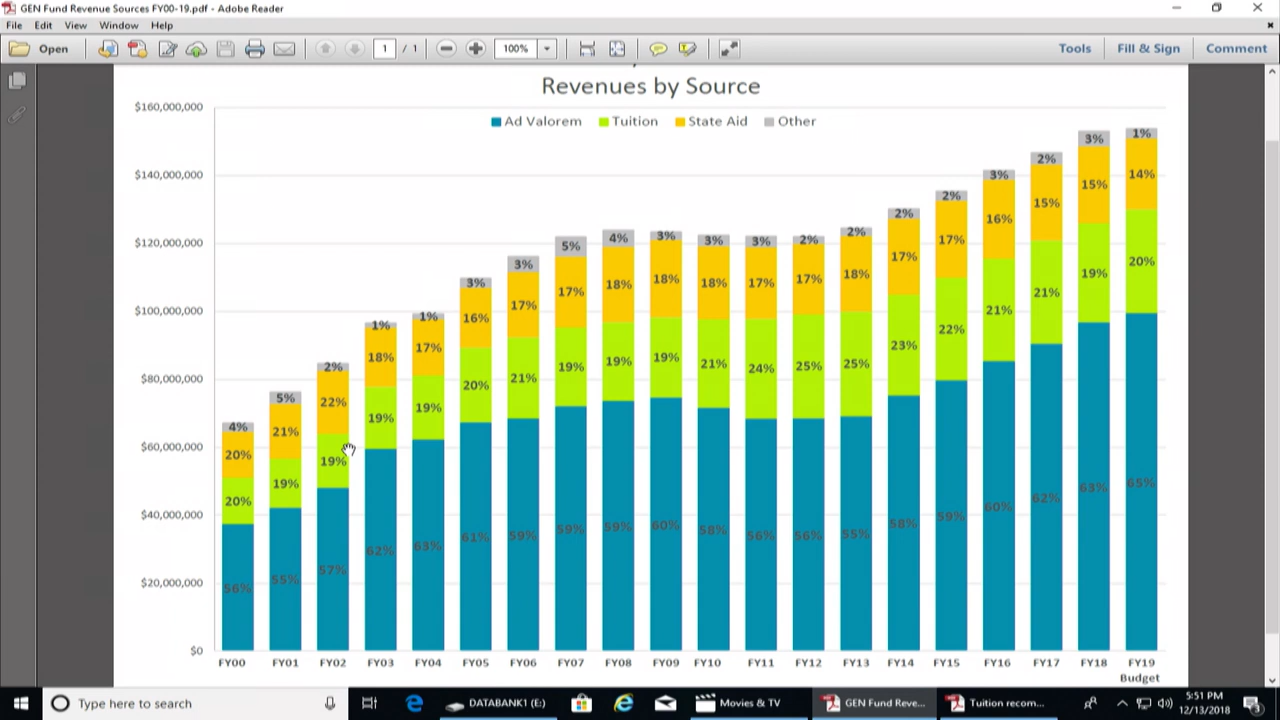 GEN Fund Revenue Sources FY00-19.pdf - Adobe Reader
File Edit View Window Help
Open 1 / 1 100% Tools Fill & Sign Comment
Revenues by Source
Ad Valorem Tuition State Aid Other
$160,000,000
$140,000,000
$120,000,000
$100,000,000
$80,000,000
$60,000,000
$40,000,000
$20,000,000
$0
4% 5% 2% 1% 1% 3% 3% 5% 4% 3% 3% 3% 2% 2% 2% 2% 3% 2% 3% 1%
20% 21% 22% 18% 17% 16% 17% 17% 18% 18% 18% 17% 17% 18% 17% 17% 16% 15% 15% 14%
20% 19% 19% 19% 19% 20% 21% 19% 19% 19% 21% 24% 25% 25% 23% 22% 21% 21% 19% 20%
56% 55% 57% 62% 63% 61% 59% 59% 59% 60% 58% 56% 56% 55% 58% 59% 60% 62% 63% 65%
FY00 FY01 FY02 FY03 FY04 FY05 FY06 FY07 FY08 FY09 FY10 FY11 FY12 FY13 FY14 FY15 FY16 FY17 FY18 FY19
Budget
Type here to search
DATABANK1 (E:)
Movies & TV
GEN Fund Reve...
Tuition recom...
5:51 PM
12/13/2018